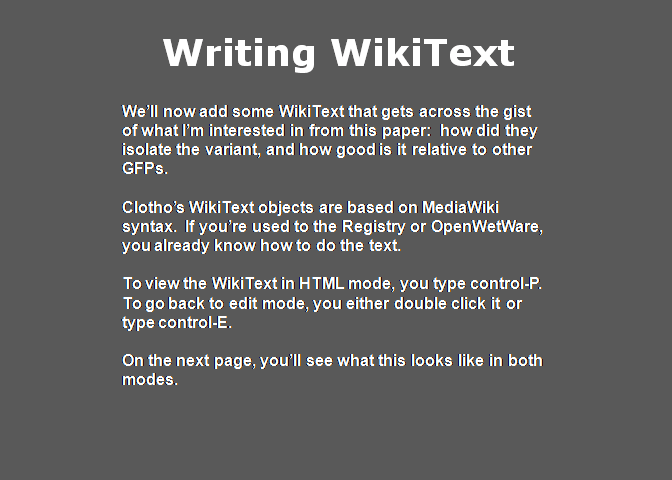 Writing WikiText
We’ll now add some WikiText that gets across the gist
of what I’m interested in from this paper:  how did they
isolate the variant, and how good is it relative to other
GFPs.
Clotho’s WikiText objects are based on MediaWiki
syntax.  If you’re used to the Registry or OpenWetWare,
you already know how to do the text.
To view the WikiText in HTML mode, you type control-P.
To go back to edit mode, you either double click it or
type control-E.
On the next page, you’ll see what this looks like in both
modes.